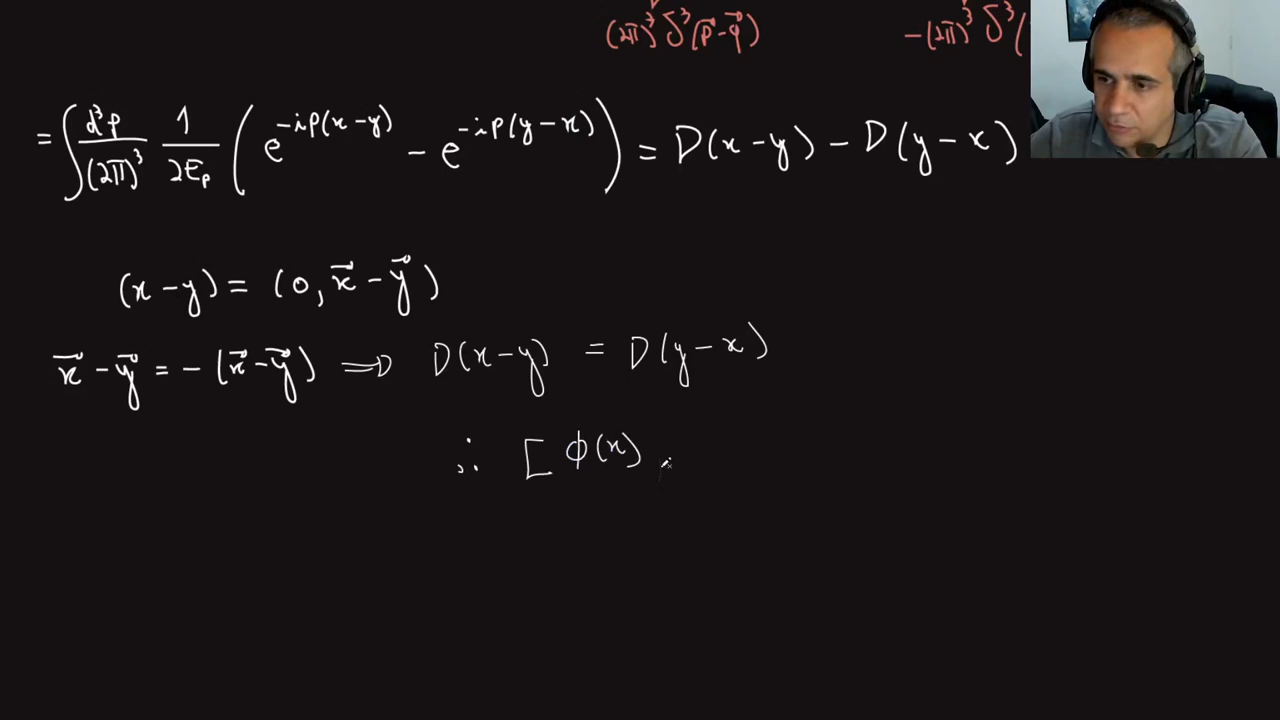 (2π)³ δ³(p⃗-q⃗) -(2π)³ δ³(
= ∫ d³p/(2π)³ 1/2E_p ( e^{-ip(x-y)} - e^{-ip(y-x)} ) = D(x-y) - D(y-x)
(x-y) = (0, x⃗-y⃗)
x⃗-y⃗ = -(x⃗-y⃗) ⟹ D(x-y) = D(y-x)
∴ [ϕ(x)